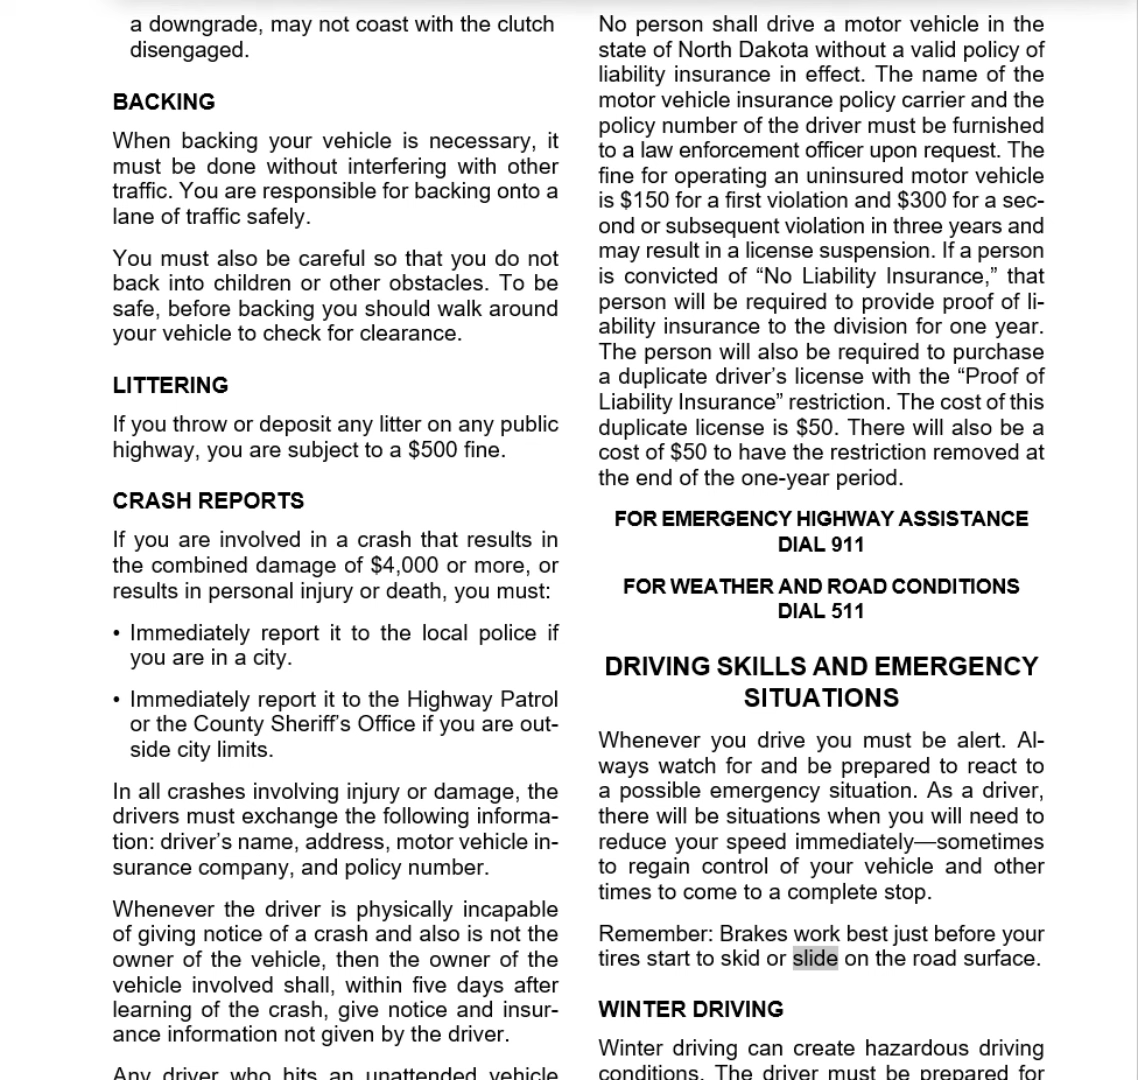 a downgrade, may not coast with the clutch
disengaged.
BACKING
When backing your vehicle is necessary, it
must be done without interfering with other
traffic. You are responsible for backing onto a
lane of traffic safely.
You must also be careful so that you do not
back into children or other obstacles. To be
safe, before backing you should walk around
your vehicle to check for clearance.
LITTERING
If you throw or deposit any litter on any public
highway, you are subject to a $500 fine.
CRASH REPORTS
If you are involved in a crash that results in
the combined damage of $4,000 or more, or
results in personal injury or death, you must:
• Immediately report it to the local police if
you are in a city.
• Immediately report it to the Highway Patrol
or the County Sheriff's Office if you are out-
side city limits.
In all crashes involving injury or damage, the
drivers must exchange the following informa-
tion: driver's name, address, motor vehicle in-
surance company, and policy number.
Whenever the driver is physically incapable
of giving notice of a crash and also is not the
owner of the vehicle, then the owner of the
vehicle involved shall, within five days after
learning of the crash, give notice and insur-
ance information not given by the driver.
Any driver who hits an unattended vehicle
No person shall drive a motor vehicle in the
state of North Dakota without a valid policy of
liability insurance in effect. The name of the
motor vehicle insurance policy carrier and the
policy number of the driver must be furnished
to a law enforcement officer upon request. The
fine for operating an uninsured motor vehicle
is $150 for a first violation and $300 for a sec-
ond or subsequent violation in three years and
may result in a license suspension. If a person
is convicted of “No Liability Insurance,” that
person will be required to provide proof of li-
ability insurance to the division for one year.
The person will also be required to purchase
a duplicate driver's license with the “Proof of
Liability Insurance” restriction. The cost of this
duplicate license is $50. There will also be a
cost of $50 to have the restriction removed at
the end of the one-year period.
FOR EMERGENCY HIGHWAY ASSISTANCE
DIAL 911
FOR WEATHER AND ROAD CONDITIONS
DIAL 511
DRIVING SKILLS AND EMERGENCY
SITUATIONS
Whenever you drive you must be alert. Al-
ways watch for and be prepared to react to
a possible emergency situation. As a driver,
there will be situations when you will need to
reduce your speed immediately—sometimes
to regain control of your vehicle and other
times to come to a complete stop.
Remember: Brakes work best just before your
tires start to skid or slide on the road surface.
WINTER DRIVING
Winter driving can create hazardous driving
conditions. The driver must be prepared for